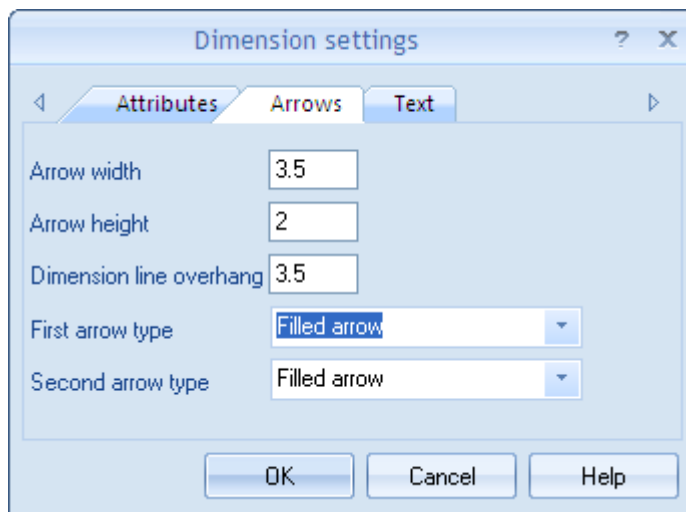 Dimension settings ? X
Attributes Arrows Text
Arrow width 3.5
Arrow height 2
Dimension line overhang 3.5
First arrow type Filled arrow
Second arrow type Filled arrow
OK Cancel Help